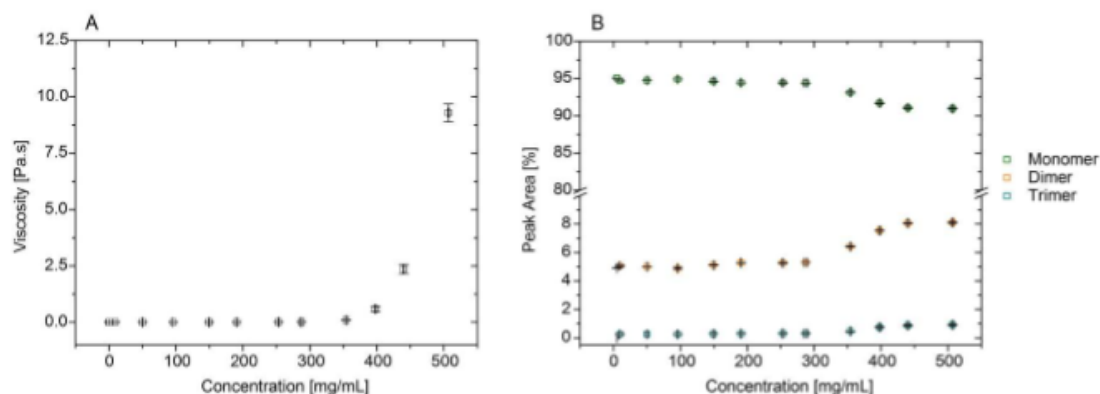 A
12.5
10.0
7.5
5.0
2.5
0.0
Viscosity [Pa.s]
0 100 200 300 400 500
Concentration [mg/mL]
B
100
95
90
85
80
8
6
4
2
0
Peak Area [%]
0 100 200 300 400 500
Concentration [mg/mL]
Monomer
Dimer
Trimer